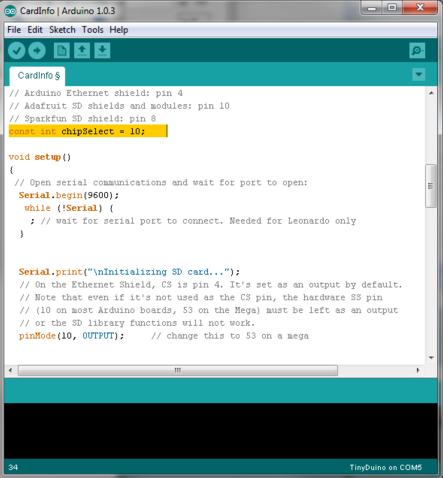 CardInfo | Arduino 1.0.3
File Edit Sketch Tools Help
CardInfo §
// Arduino Ethernet shield: pin 4
// Adafruit SD shields and modules: pin 10
// Sparkfun SD shield: pin 8
const int chipSelect = 10;
void setup()
{
// Open serial communications and wait for port to open:
Serial.begin(9600);
while (!Serial) {
; // wait for serial port to connect. Needed for Leonardo only
}
Serial.print("\nInitializing SD card...");
// On the Ethernet Shield, CS is pin 4. It's set as an output by default.
// Note that even if it's not used as the CS pin, the hardware SS pin
// (10 on most Arduino boards, 53 on the Mega) must be left as an output
// or the SD library functions will not work.
pinMode(10, OUTPUT); // change this to 53 on a mega
34 TinyDuino on COM5